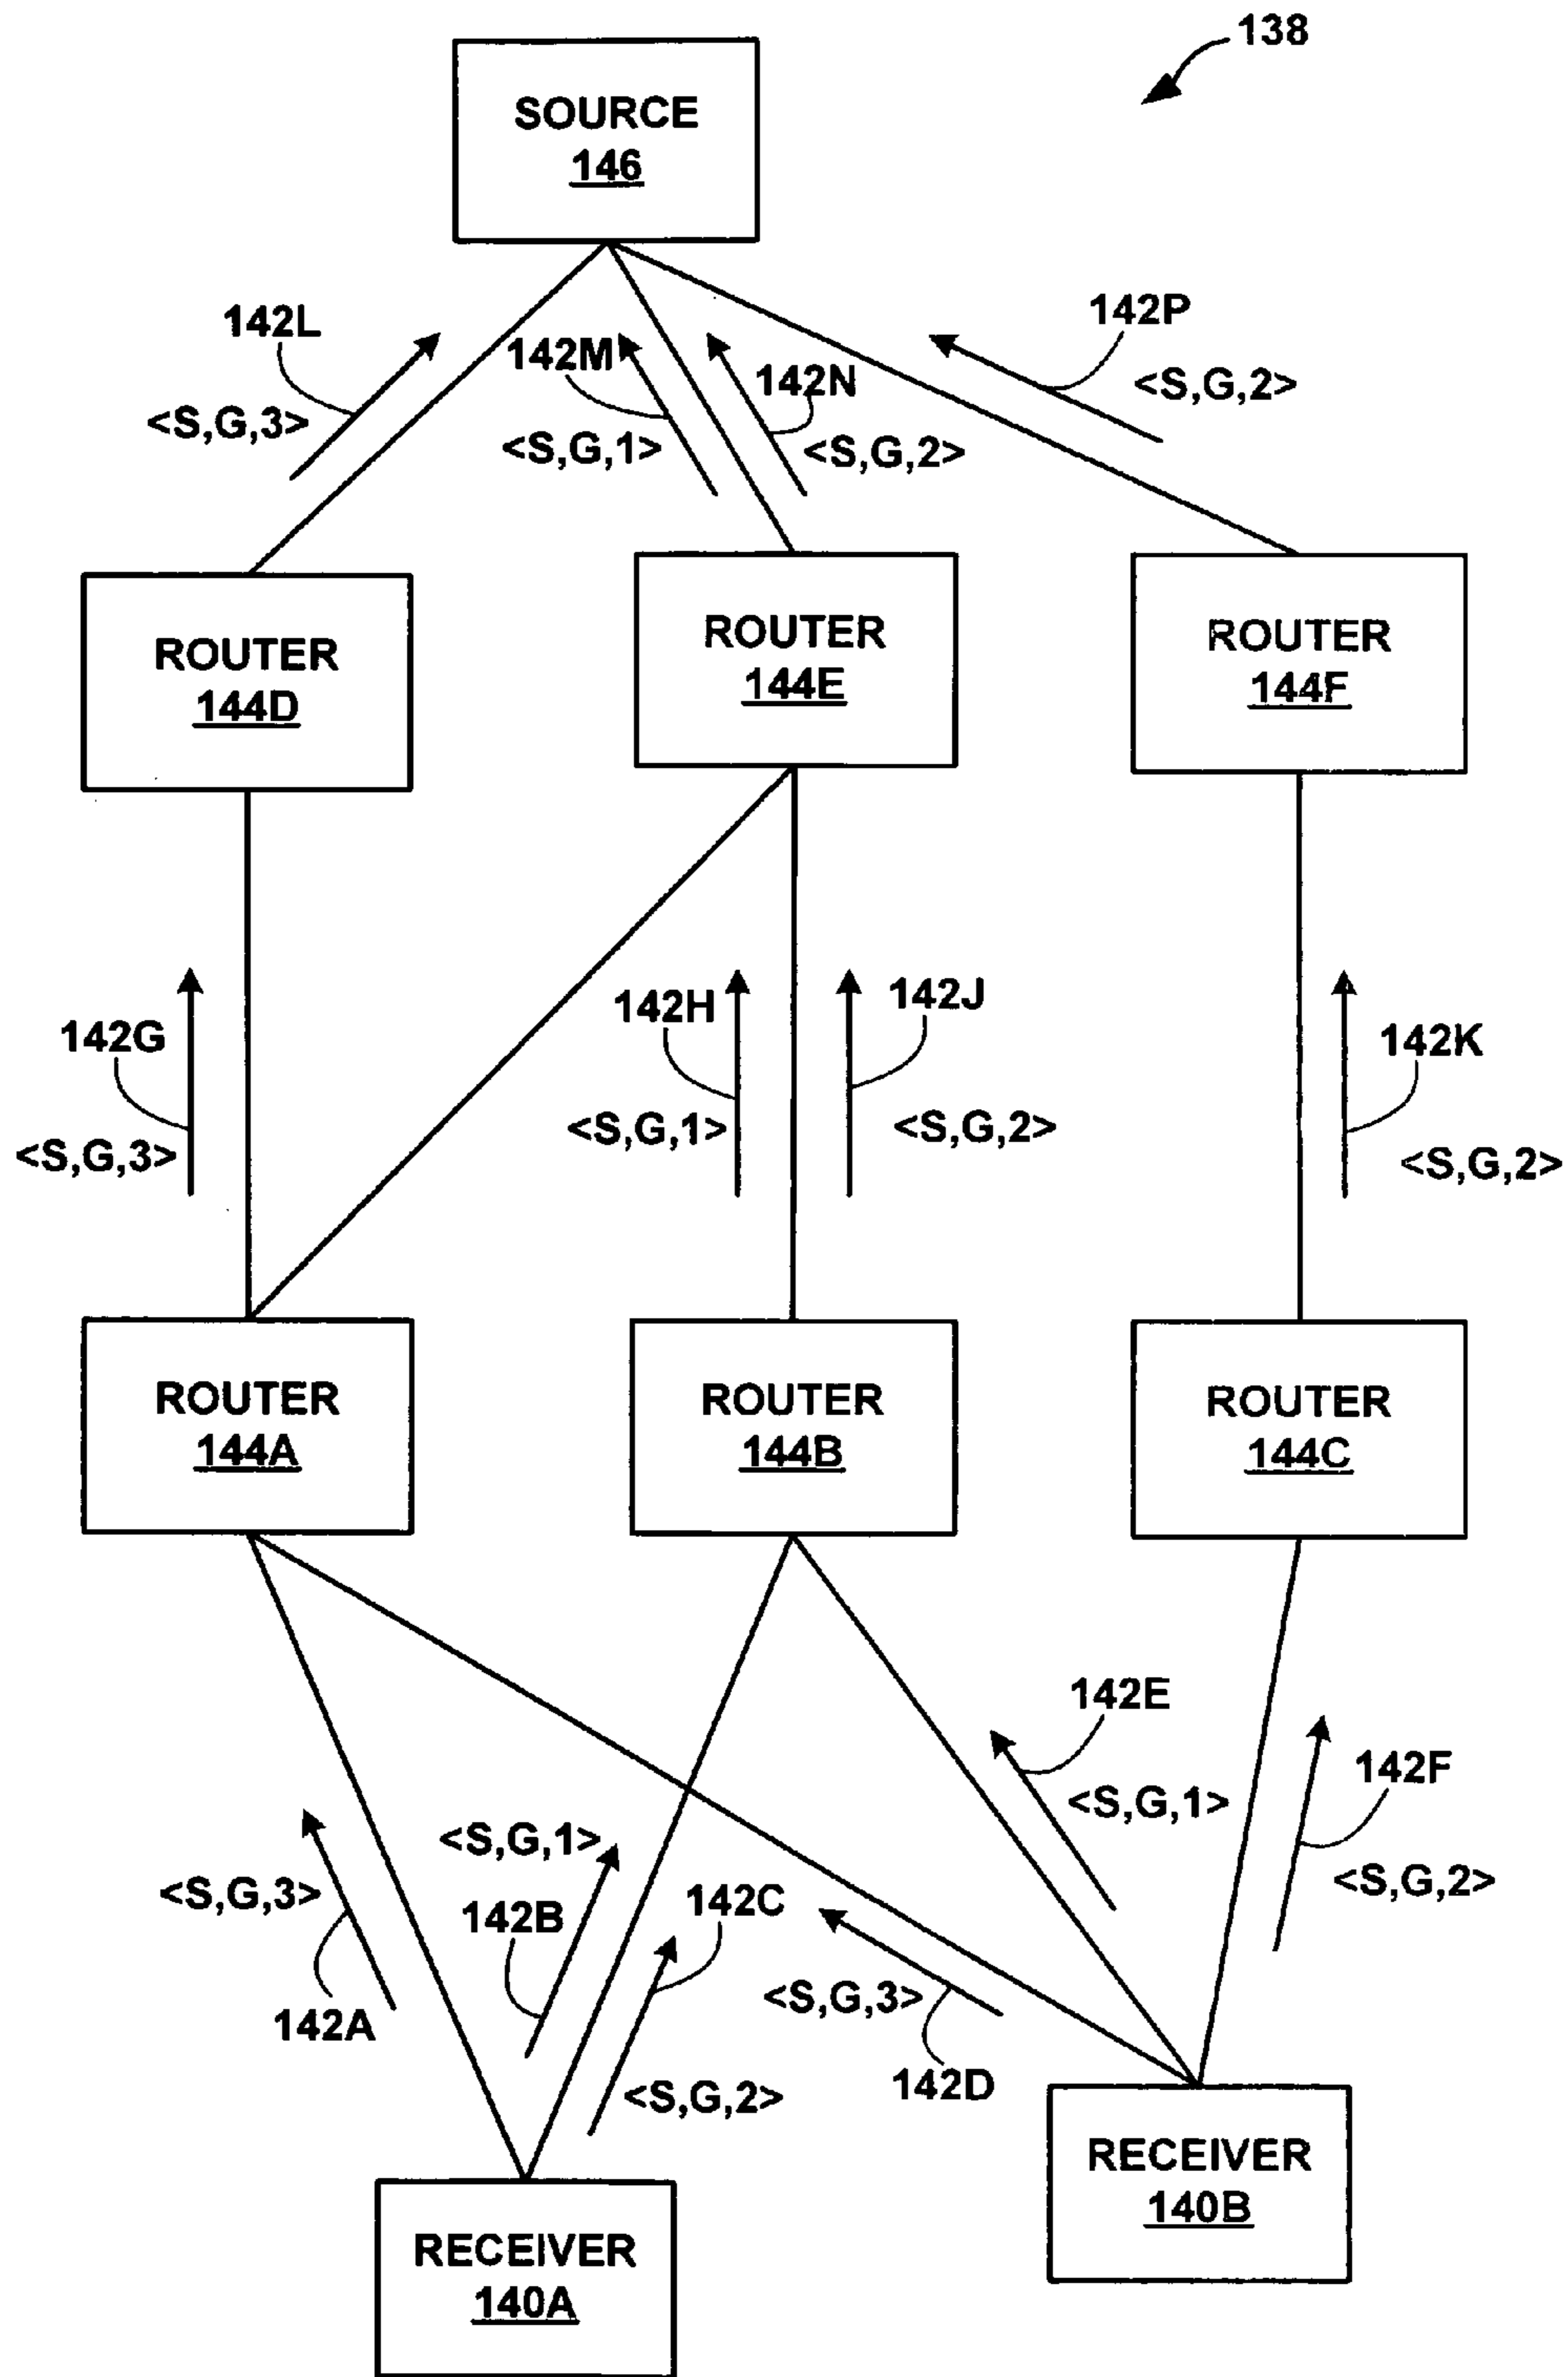 138
SOURCE
146
142L
142M
142N
142P
<S,G,3>
<S,G,1>
<S,G,2>
<S,G,2>
ROUTER
144D
ROUTER
144E
ROUTER
144F
142G
142H
142J
142K
<S,G,3>
<S,G,1>
<S,G,2>
<S,G,2>
ROUTER
144A
ROUTER
144B
ROUTER
144C
142E
142F
<S,G,1>
<S,G,1>
<S,G,2>
<S,G,3>
142B
142C
<S,G,3>
142A
142D
<S,G,2>
RECEIVER
140B
RECEIVER
140A